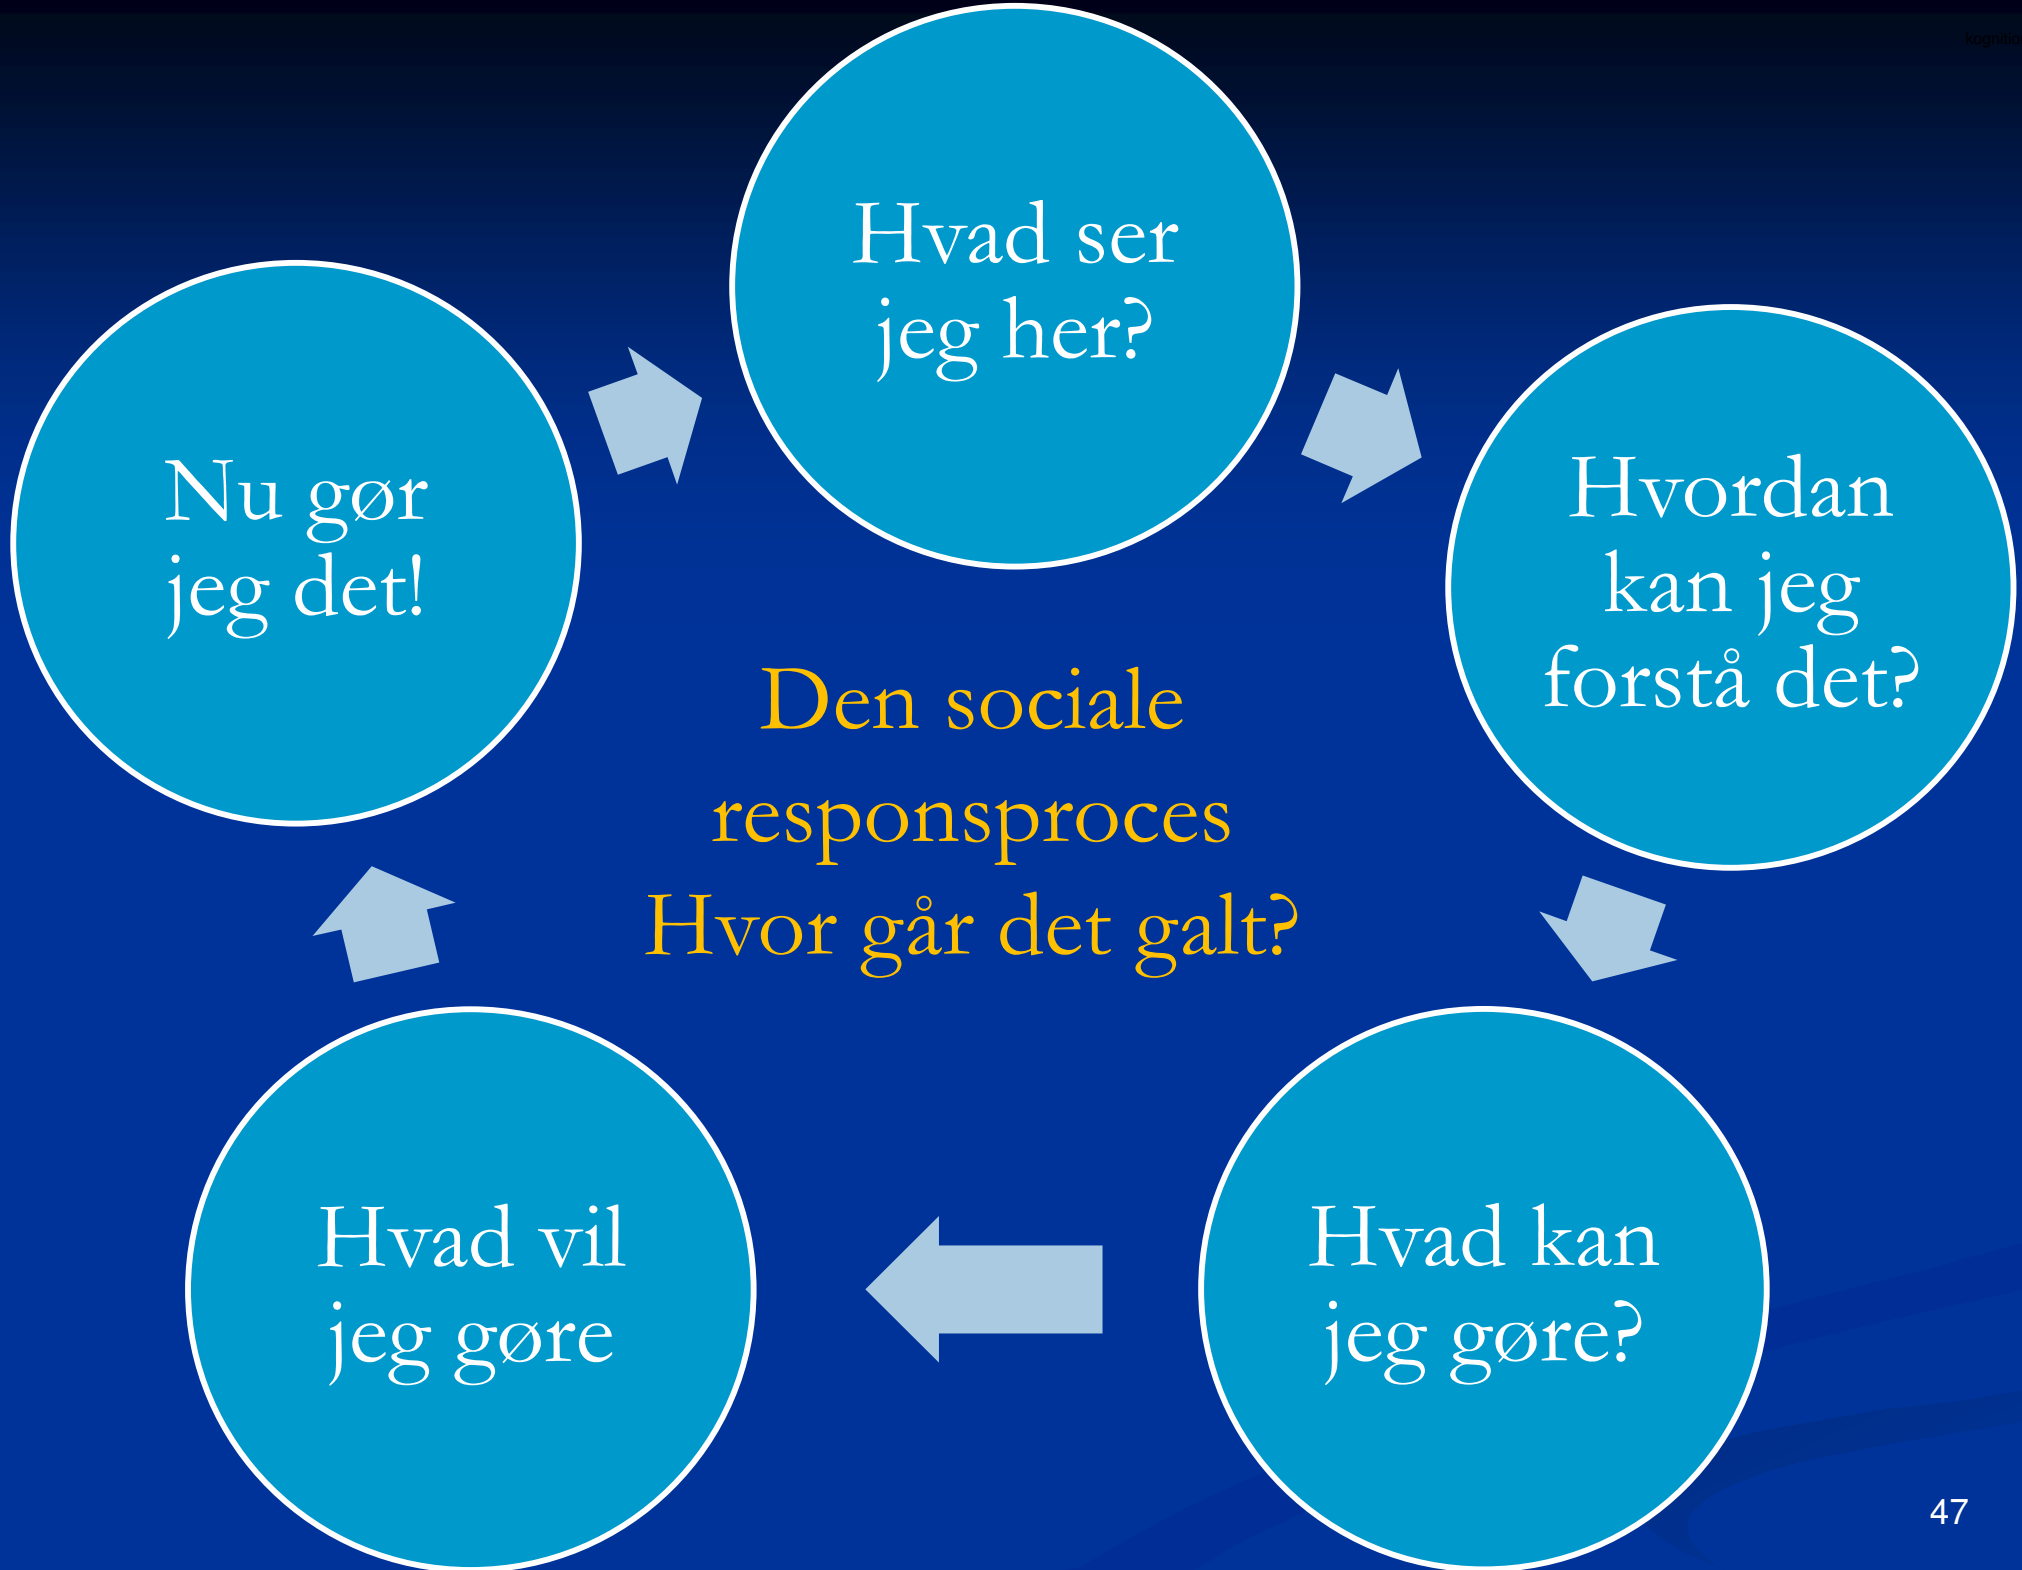 Hvad ser
jeg her?
Hvordan
kan jeg
forstå det?
Hvad kan
jeg gøre?
Hvad vil
jeg gøre
Nu gør
jeg det!
Den sociale
responsproces
Hvor går det galt?
47